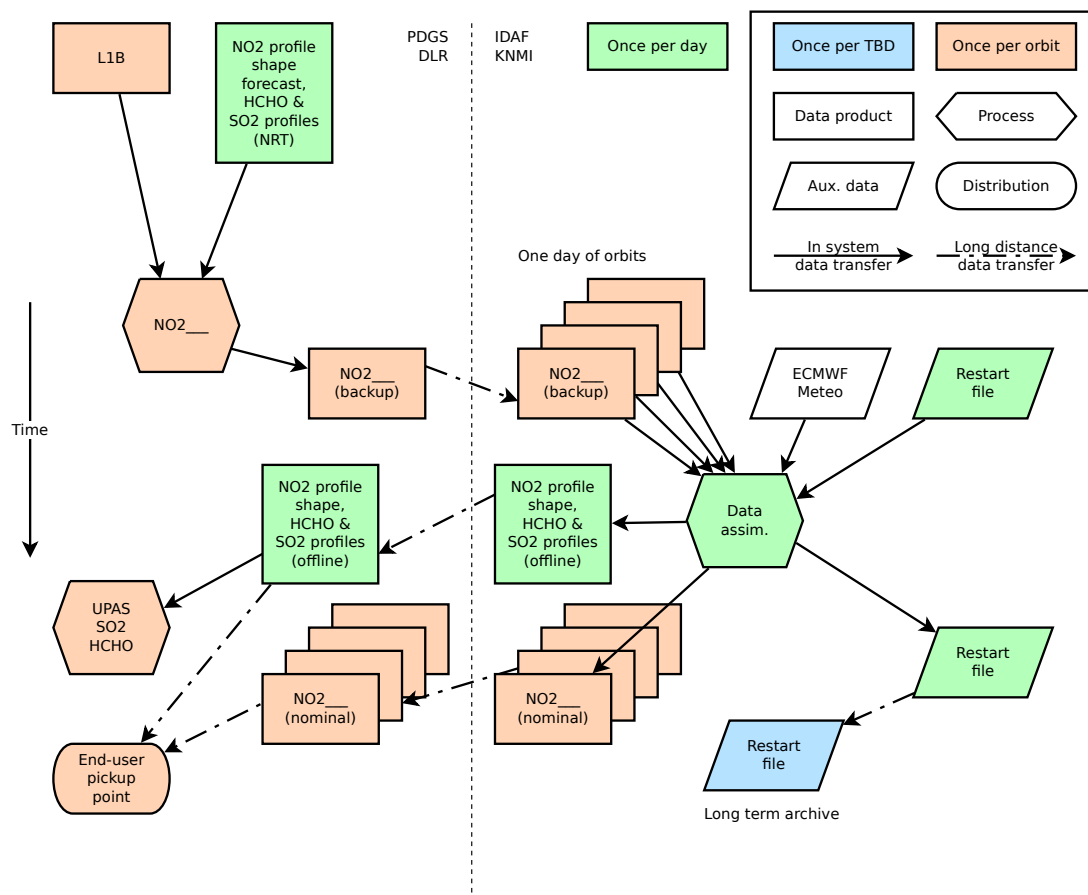 L1B
NO2 profile
shape
forecast,
HCHO &
SO2 profiles
(NRT)
PDGS
DLR
IDAF
KNMI
Once per day
Once per TBD
Once per orbit
Data product
Process
Aux. data
Distribution
In system
data transfer
Long distance
data transfer
One day of orbits
NO2___
NO2___
(backup)
NO2___
(backup)
ECMWF
Meteo
Restart
file
Time
NO2 profile
shape,
HCHO &
SO2 profiles
(offline)
NO2 profile
shape,
HCHO &
SO2 profiles
(offline)
Data
assim.
UPAS
SO2
HCHO
NO2___
(nominal)
NO2___
(nominal)
Restart
file
End-user
pickup
point
Restart
file
Long term archive